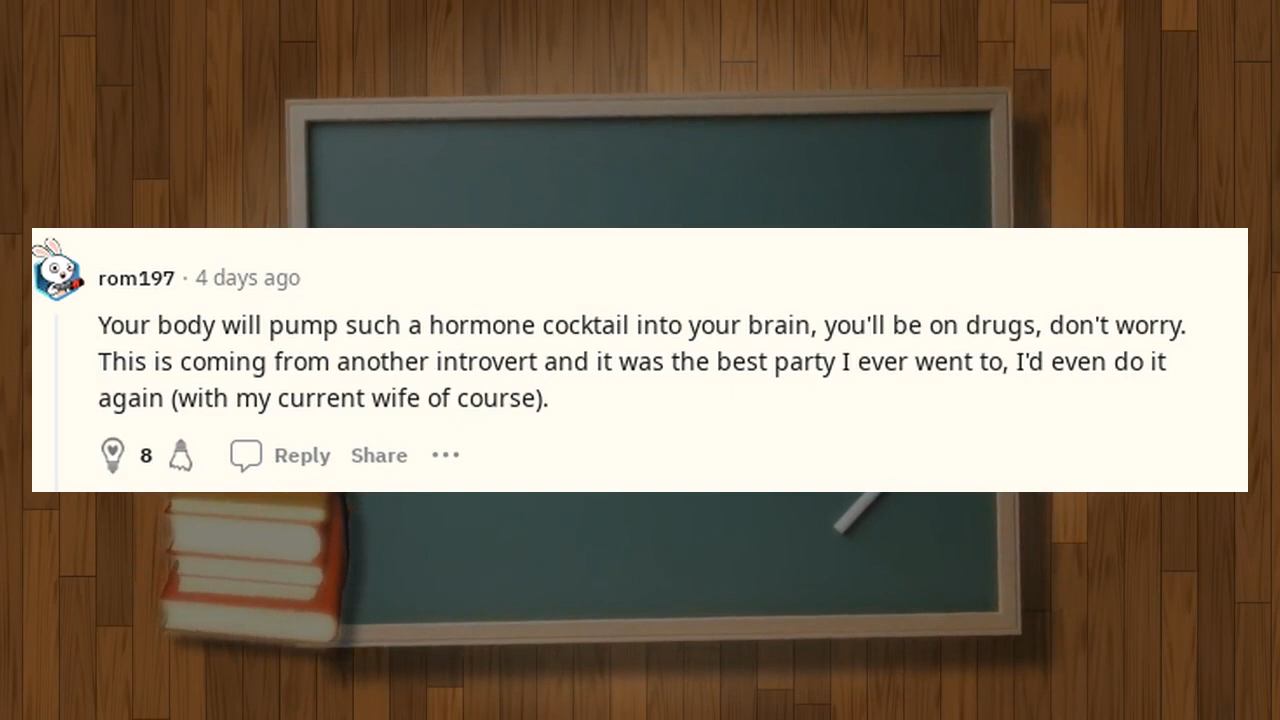 rom197 · 4 days ago
Your body will pump such a hormone cocktail into your brain, you'll be on drugs, don't worry.
This is coming from another introvert and it was the best party I ever went to, I'd even do it
again (with my current wife of course).
8 Reply Share ···